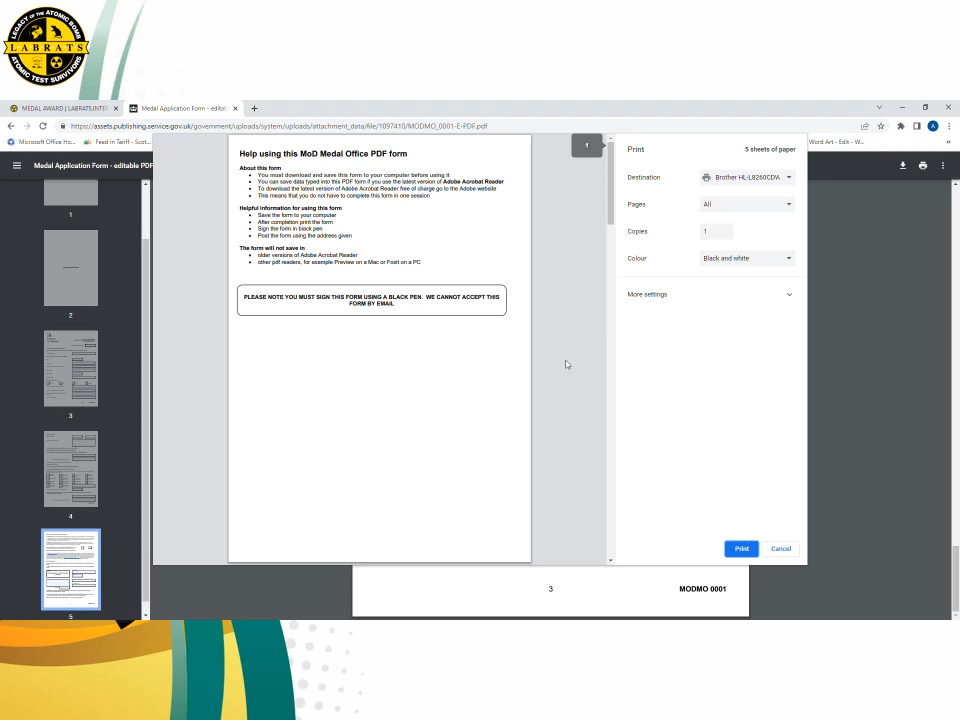 LEGACY OF THE ATOMIC BOMB
LABRATS
ATOMIC TEST SURVIVORS
MEDAL AWARD | LABRATS INTER
Medal Application Form - editabl
https://assets.publishing.service.gov.uk/government/uploads/system/uploads/attachment_data/file/1097410/MODMO_0001-E-PDF.pdf
A
Microsoft Office Ho...
Feed in Tariff - Scot...
Word Art - Edit - W...
»
Medal Application Form - editable PDF
1
2
3
4
5
Help using this MoD Medal Office PDF form
About this form
• You must download and save this form to your computer before using it
• You can save data typed into this PDF form if you use the latest version of Adobe Acrobat Reader
• To download the latest version of Adobe Acrobat Reader free of charge go to the Adobe website
• This means that you do not have to complete this form in one session
Helpful information for using this form
• Save the form to your computer
• After completion print the form
• Sign the form in black pen
• Post the form using the address given
The form will not save in
• older versions of Adobe Acrobat Reader
• other pdf readers, for example Preview on a Mac or Foxit on a PC
PLEASE NOTE YOU MUST SIGN THIS FORM USING A BLACK PEN. WE CANNOT ACCEPT THIS
FORM BY EMAIL
1
Print
5 sheets of paper
Destination
Brother HL-L8260CDW
Pages
All
Copies
1
Colour
Black and white
More settings
Print
Cancel
3
MODMO 0001